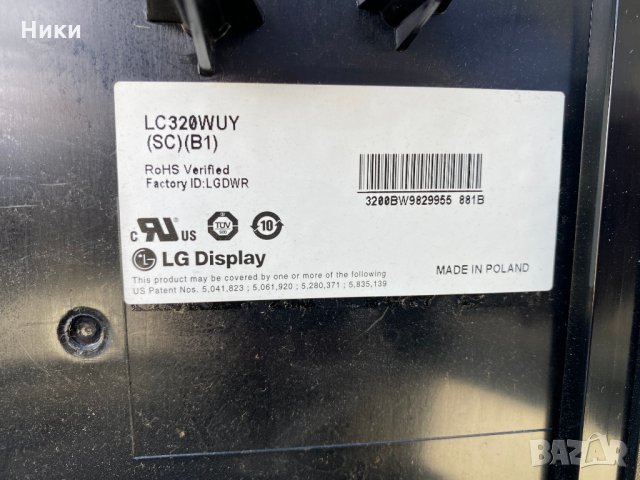 Ники
LC320WUY
(SC)(B1)
RoHS Verified
Factory ID:LGDWR
3200BW9829955 881B
c RU US
TÜV
10
LG Display
MADE IN POLAND
This product may be covered by one or more of the following
US Patent Nos. 5,041,823 ; 5,061,920 ; 5,280,371 ; 5,835,139
BAZAR